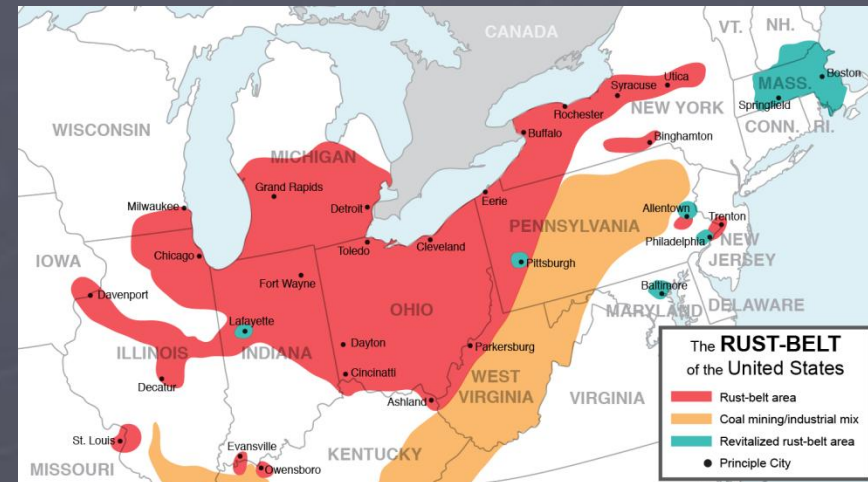 CANADA
VT.
NH.
MASS.
Boston
Springfield
CONN.
RI.
Utica
Syracuse
Rochester
NEW YORK
Buffalo
Binghamton
WISCONSIN
MICHIGAN
Grand Rapids
Milwaukee
Detroit
Eerie
PENNSYLVANIA
Allentown
Trenton
Philadelphia
NEW
JERSEY
Chicago
Toledo
Cleveland
Pittsburgh
IOWA
Davenport
Fort Wayne
OHIO
Baltimore
MARYLAND
DELAWARE
Lafayette
ILLINOIS
INDIANA
Dayton
Parkersburg
Decatur
Cincinatti
WEST
VIRGINIA
Ashland
VIRGINIA
St. Louis
Evansville
Owensboro
KENTUCKY
MISSOURI
The RUST-BELT
of the United States
Rust-belt area
Coal mining/industrial mix
Revitalized rust-belt area
Principle City